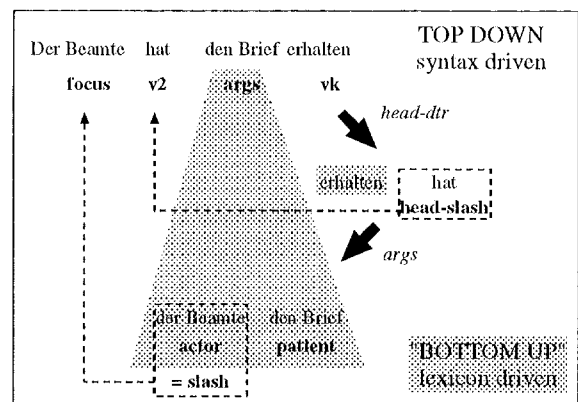 Der Beamte hat den Brief erhalten
focus v2 args vk
TOP DOWN
syntax driven
head-dtr
erhalten hat
head-slash
args
der Beamte den Brief
actor patient
= slash
"BOTTOM UP"
lexicon driven